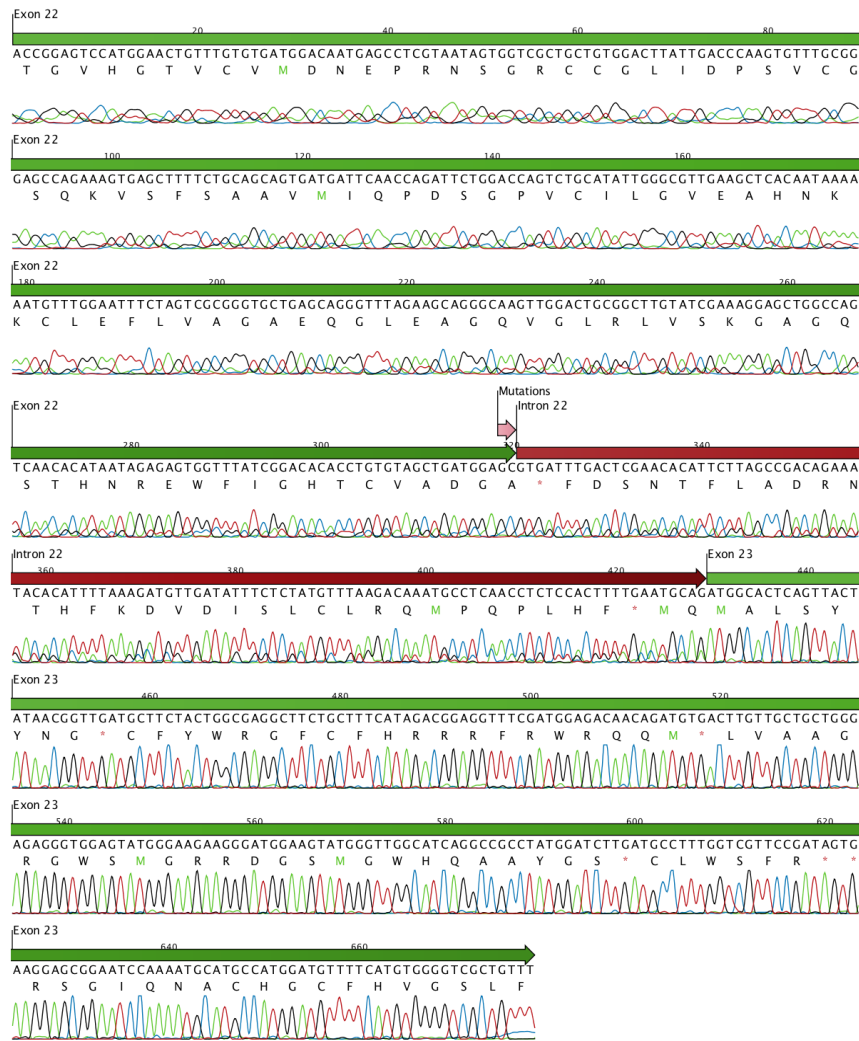 Exon 22
20 40 60 80
ACCGGAGTCCATGGAACTGTTTGTGTGATGGACAATGAGCCTCGTAATAGTGGTCGCTGCTGTGGACTTATTGACCCAAGTGTTTGCGG
T G V H G T V C V M D N E P R N S G R C C G L I D P S V C G
Exon 22
100 120 140 160
GAGCCAGAAAGTGAGCTTTTCTGCAGCAGTGATGATTCAACCAGATTCTGGACCAGTCTGCATATTGGGCGTTGAAGCTCACAATAAAA
S Q K V S F S A A V M I Q P D S G P V C I L G V E A H N K
Exon 22
180 200 220 240 260
AATGTTTGGAATTTCTAGTCGCGGGTGCTGAGCAGGGTTTAGAAGCAGGGCAAGTTGGACTGCGGCTTGTATCGAAAGGAGCTGGCCAG
K C L E F L V A G A E Q G L E A G Q V G L R L V S K G A G Q
Mutations
Exon 22 Intron 22
280 300 320 340
TCAACACATAATAGAGAGTGGTTTATCGGACACACCTGTGTAGCTGATGGAGCGTGATTTGACTCGAACACATTCTTAGCCGACAGAAA
S T H N R E W F I G H T C V A D G A * F D S N T F L A D R N
Intron 22 Exon 23
360 380 400 420 440
TACACATTTTAAAGATGTTGATATTTCTCTATGTTTAAGACAAATGCCTCAACCTCTCCACTTTTGAATGCAGATGGCACTCAGTTACT
T H F K D V D I S L C L R Q M P Q P L H F * M Q M A L S Y
Exon 23
460 480 500 520
ATAACGGTTGATGCTTCTACTGGCGAGGCTTCTGCTTTCATAGACGGAGGTTTCGATGGAGACAACAGATGTGACTTGTTGCTGCTGGG
Y N G * C F Y W R G F C F H R R R F R W R Q Q M * L V A A G
Exon 23
540 560 580 600 620
AGAGGGTGGAGTATGGGAAGAAGGGATGGAAGTATGGGTTGGCATCAGGCCGCCTATGGATCTTGATGCCTTTGGTCGTTCCGATAGTG
R G W S M G R R D G S M G W H Q A A Y G S * C L W S F R * *
Exon 23
640 660
AAGGAGCGGAATCCAAAATGCATGCCATGGATGTTTTCATGTGGGGTCGCTGTTT
R S G I Q N A C H G C F H V G S L F